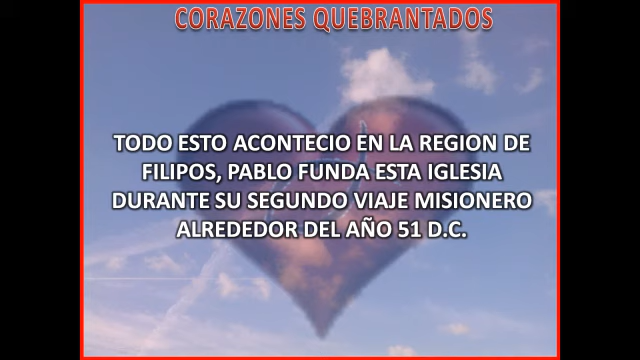 CORAZONES QUEBRANTADOS
TODO ESTO ACONTECIO EN LA REGION DE
FILIPOS, PABLO FUNDA ESTA IGLESIA
DURANTE SU SEGUNDO VIAJE MISIONERO
ALREDEDOR DEL AÑO 51 D.C.